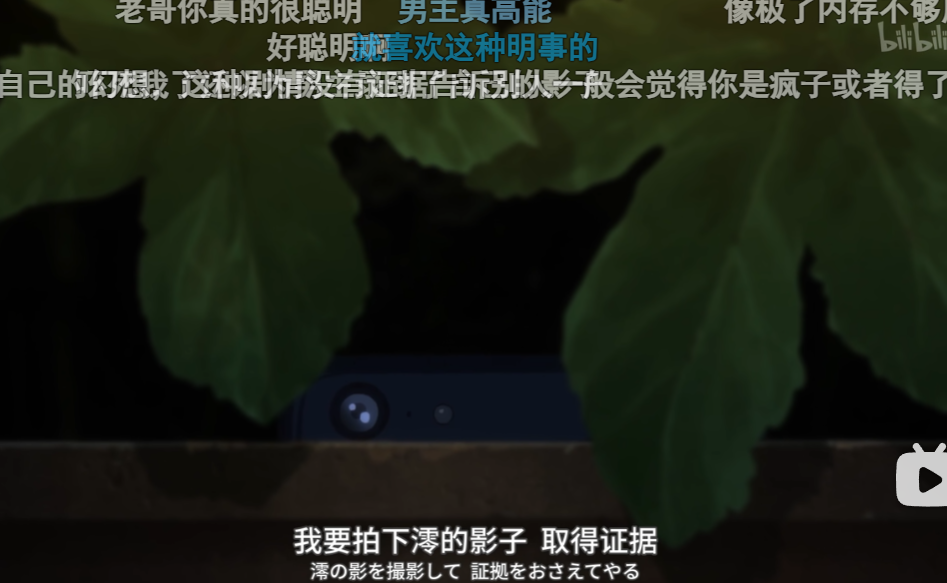 老哥你真的很聪明 男主真高能 像极了内存不够
bilibili
好聪明 就喜欢这种明事的
自己的幻想 这种剧情没有证据告诉别人 一般会觉得你是疯子或者得了
我要拍下澪的影子 取得证据
澪の影を撮影して 証拠をおさえてやる